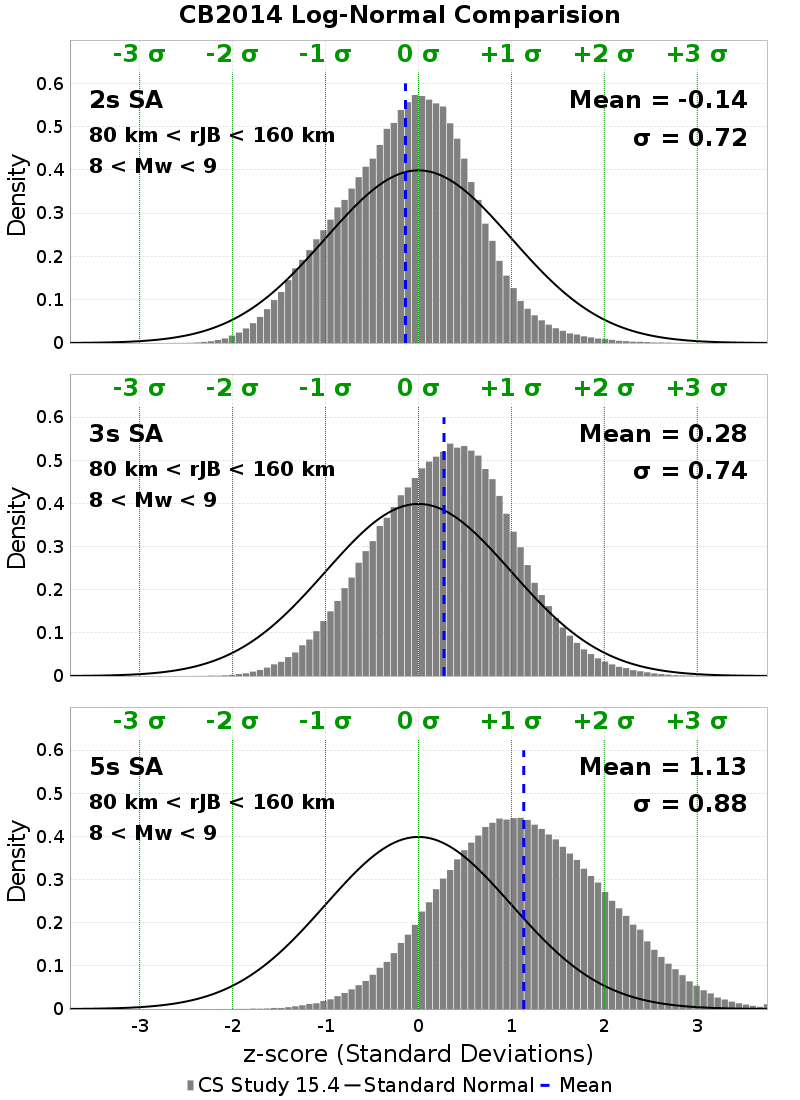 CB2014 Log-Normal Comparision
-3 σ -2 σ -1 σ 0 σ +1 σ +2 σ +3 σ
0.6
2s SA Mean = -0.14
0.5
80 km < rJB < 160 km σ = 0.72
8 < Mw < 9
0.4
0.3
0.2
0.1
0
Density
-3 σ -2 σ -1 σ 0 σ +1 σ +2 σ +3 σ
0.6
3s SA Mean = 0.28
0.5
80 km < rJB < 160 km σ = 0.74
8 < Mw < 9
0.4
0.3
0.2
0.1
0
Density
-3 σ -2 σ -1 σ 0 σ +1 σ +2 σ +3 σ
0.6
5s SA Mean = 1.13
0.5
80 km < rJB < 160 km σ = 0.88
8 < Mw < 9
0.4
0.3
0.2
0.1
0
Density
-3 -2 -1 0 1 2 3
z-score (Standard Deviations)
CS Study 15.4 Standard Normal Mean